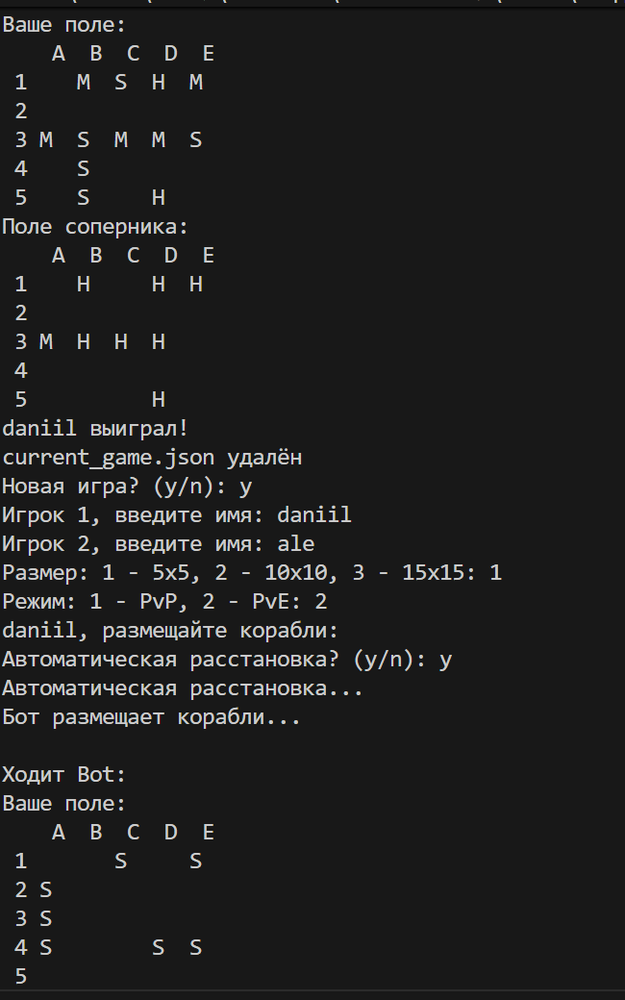 Ваше поле:
    A  B  C  D  E
 1    M  S  H  M
 2
 3 M  S  M  M  S
 4    S
 5    S     H
Поле соперника:
    A  B  C  D  E
 1    H     H  H
 2
 3 M  H  H  H
 4
 5          H
daniil выиграл!
current_game.json удалён
Новая игра? (y/n): y
Игрок 1, введите имя: daniil
Игрок 2, введите имя: ale
Размер: 1 - 5x5, 2 - 10x10, 3 - 15x15: 1
Режим: 1 - PvP, 2 - PvE: 2
daniil, размещайте корабли:
Автоматическая расстановка? (y/n): y
Автоматическая расстановка...
Бот размещает корабли...

Ходит Bot:
Ваше поле:
    A  B  C  D  E
 1       S     S
 2 S
 3 S
 4 S        S  S
 5